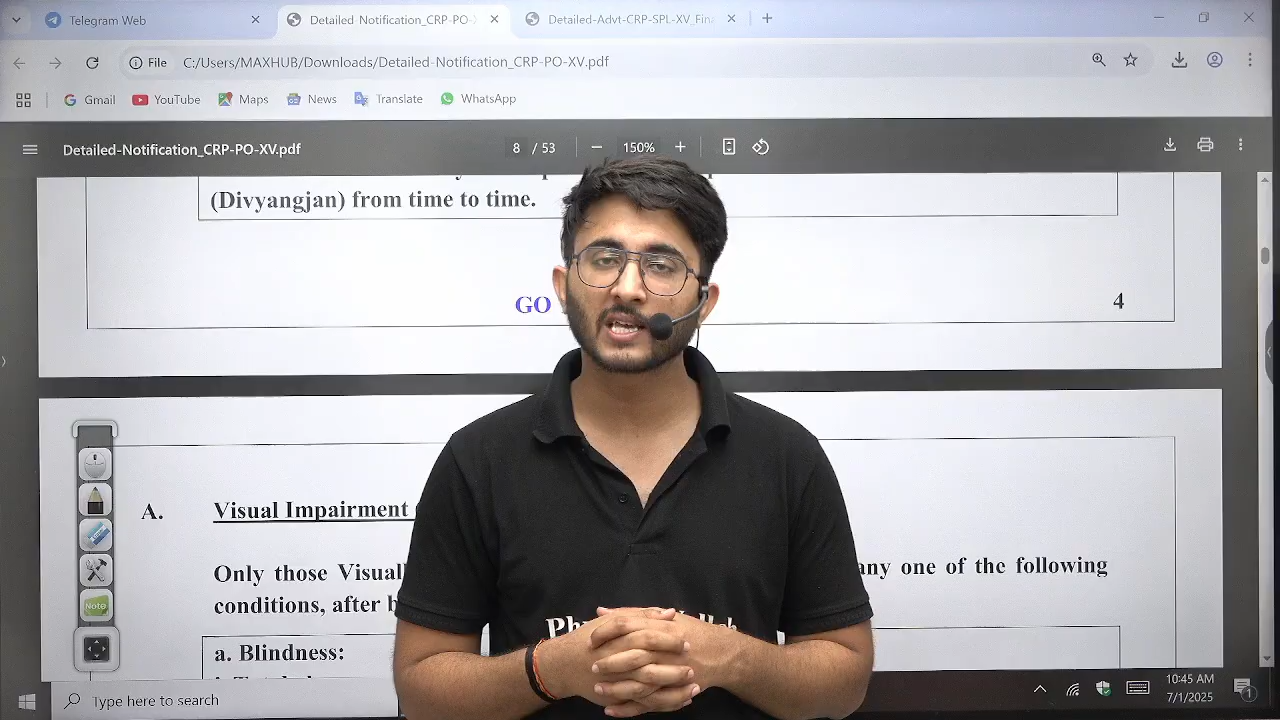 Telegram Web
Detailed-Notification_CRP-PO-X
Detailed-Advt-CRP-SPL-XV_Fina
File C:/Users/MAXHUB/Downloads/Detailed-Notification_CRP-PO-XV.pdf
Gmail YouTube Maps News Translate WhatsApp
Detailed-Notification_CRP-PO-XV.pdf 8 / 53 150%
(Divyangjan) from time to time.
GO 4
A. Visual Impairment
Only those any one of the following
conditions, after
a. Blindness:
Note
Type here to search
10:45 AM
7/1/2025
1